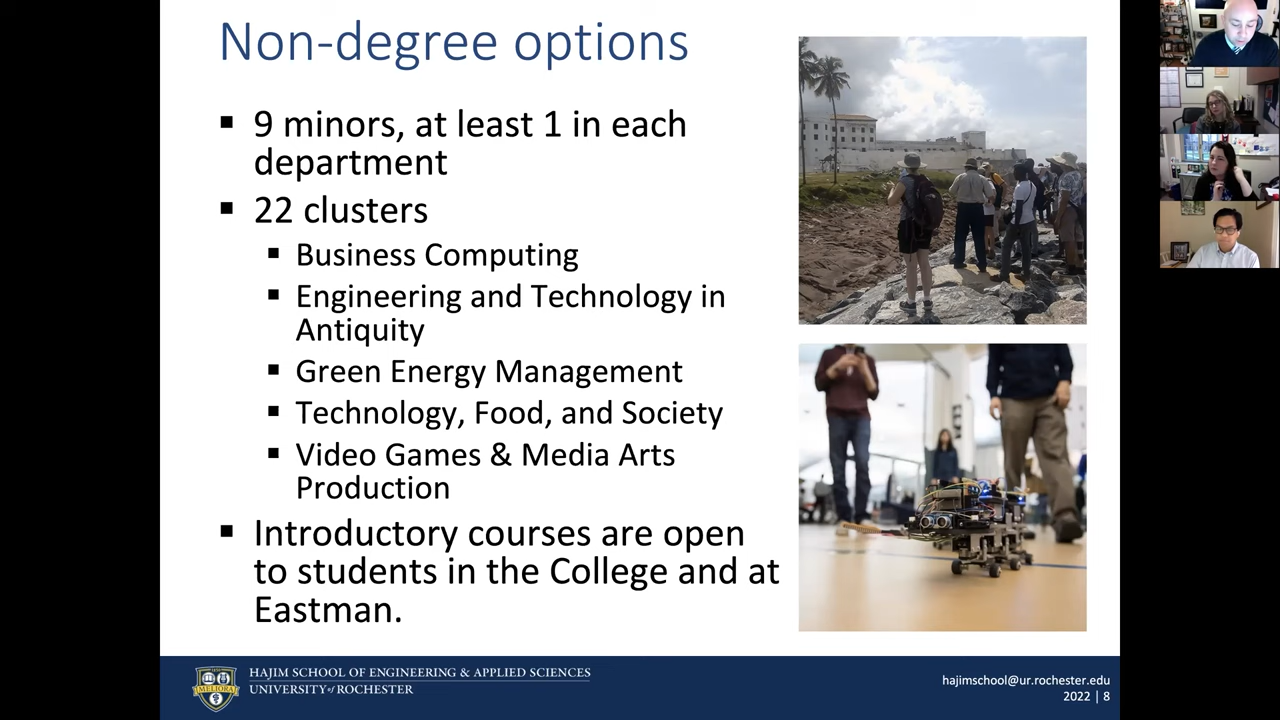 Non-degree options
▪ 9 minors, at least 1 in each
department
▪ 22 clusters
▪ Business Computing
▪ Engineering and Technology in
Antiquity
▪ Green Energy Management
▪ Technology, Food, and Society
▪ Video Games & Media Arts
Production
▪ Introductory courses are open
to students in the College and at
Eastman.
MELIORA
HAJIM SCHOOL OF ENGINEERING & APPLIED SCIENCES
UNIVERSITY of ROCHESTER
hajimschool@ur.rochester.edu
2022 | 8